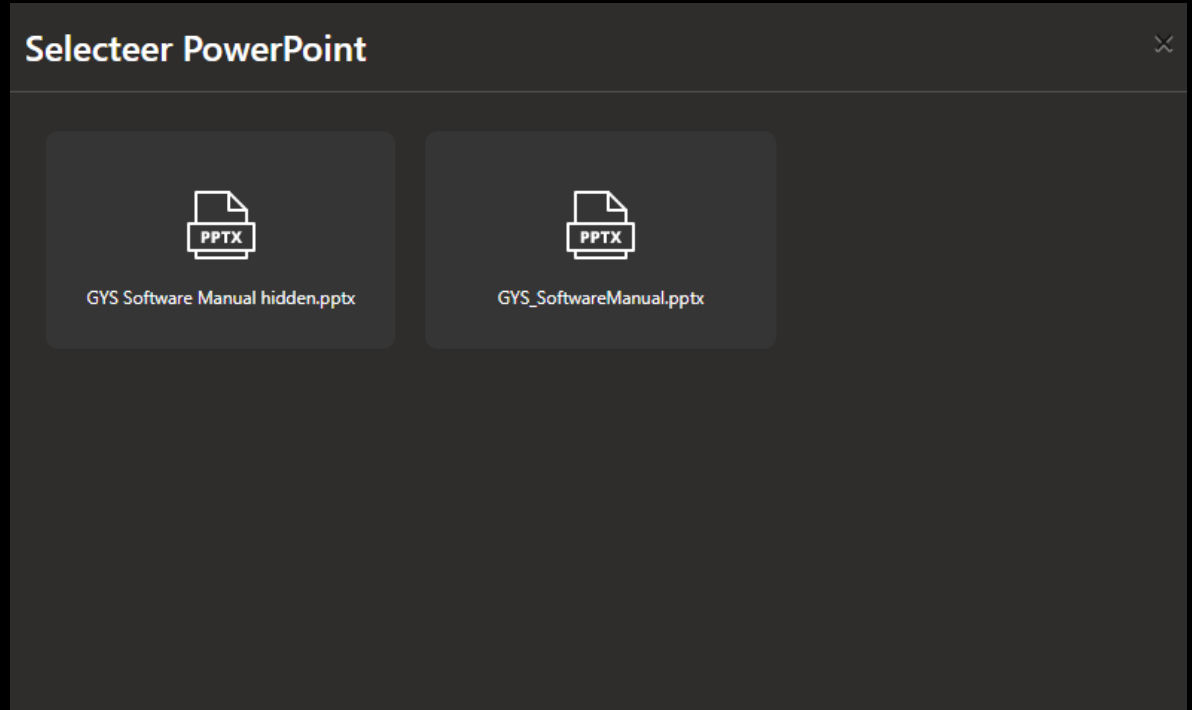 Selecteer PowerPoint
PPTX
PPTX
GYS Software Manual hidden.pptx
GYS_SoftwareManual.pptx